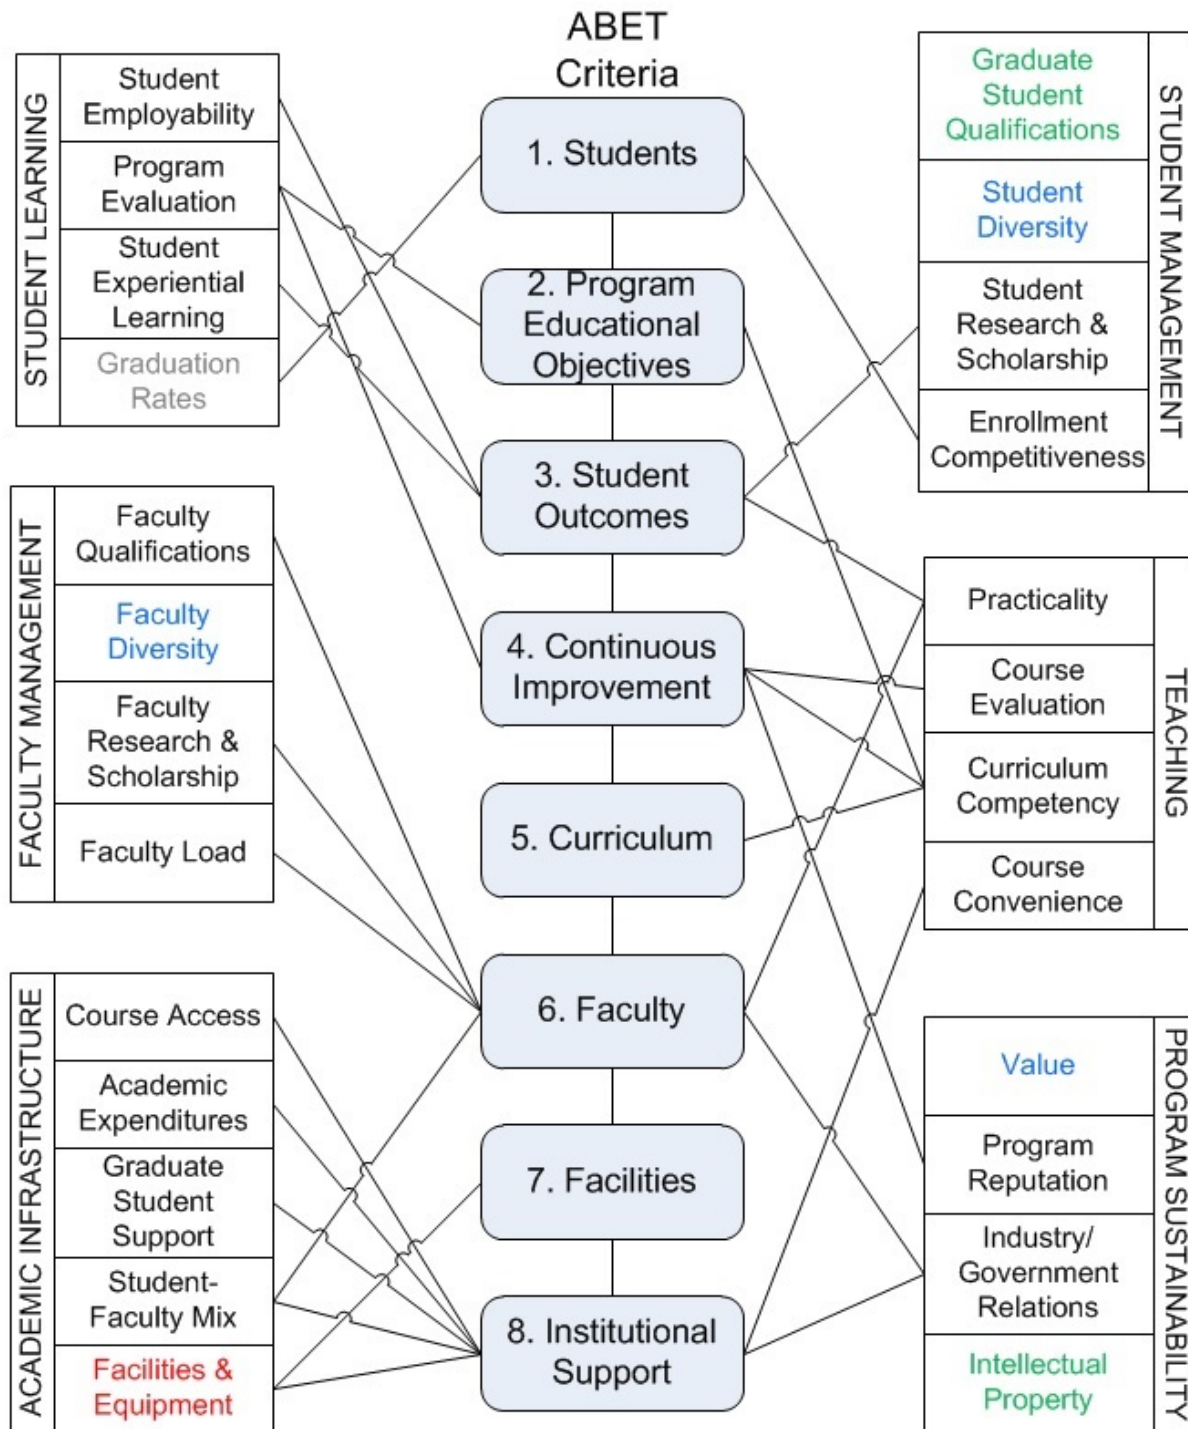 ABET
Criteria
STUDENT LEARNING
Student
Employability
Program
Evaluation
Student
Experiential
Learning
Graduation
Rates
FACULTY MANAGEMENT
Faculty
Qualifications
Faculty
Diversity
Faculty
Research &
Scholarship
Faculty Load
ACADEMIC INFRASTRUCTURE
Course Access
Academic
Expenditures
Graduate
Student
Support
Student-
Faculty Mix
Facilities &
Equipment
1. Students
2. Program
Educational
Objectives
3. Student
Outcomes
4. Continuous
Improvement
5. Curriculum
6. Faculty
7. Facilities
8. Institutional
Support
Graduate
Student
Qualifications
Student
Diversity
Student
Research &
Scholarship
Enrollment
Competitiveness
STUDENT MANAGEMENT
Practicality
Course
Evaluation
Curriculum
Competency
Course
Convenience
TEACHING
Value
Program
Reputation
Industry/
Government
Relations
Intellectual
Property
PROGRAM SUSTAINABILITY